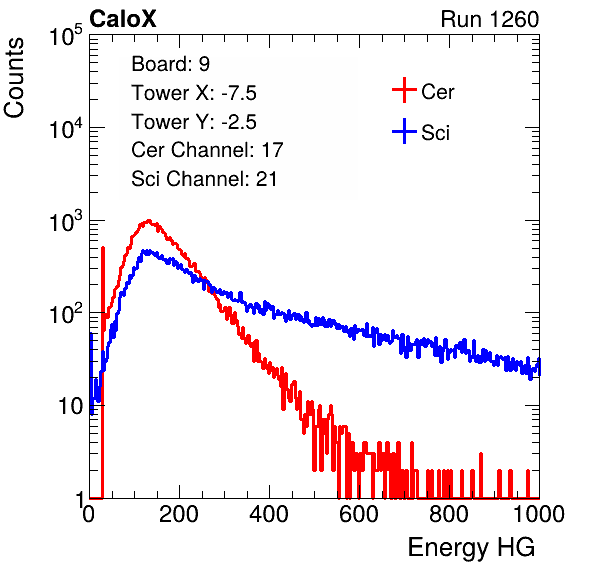 CaloX Run 1260
Counts
Board: 9
Tower X: -7.5
Tower Y: -2.5
Cer Channel: 17
Sci Channel: 21
Cer
Sci
10^5
10^4
10^3
10^2
10
1
0 200 400 600 800 1000
Energy HG